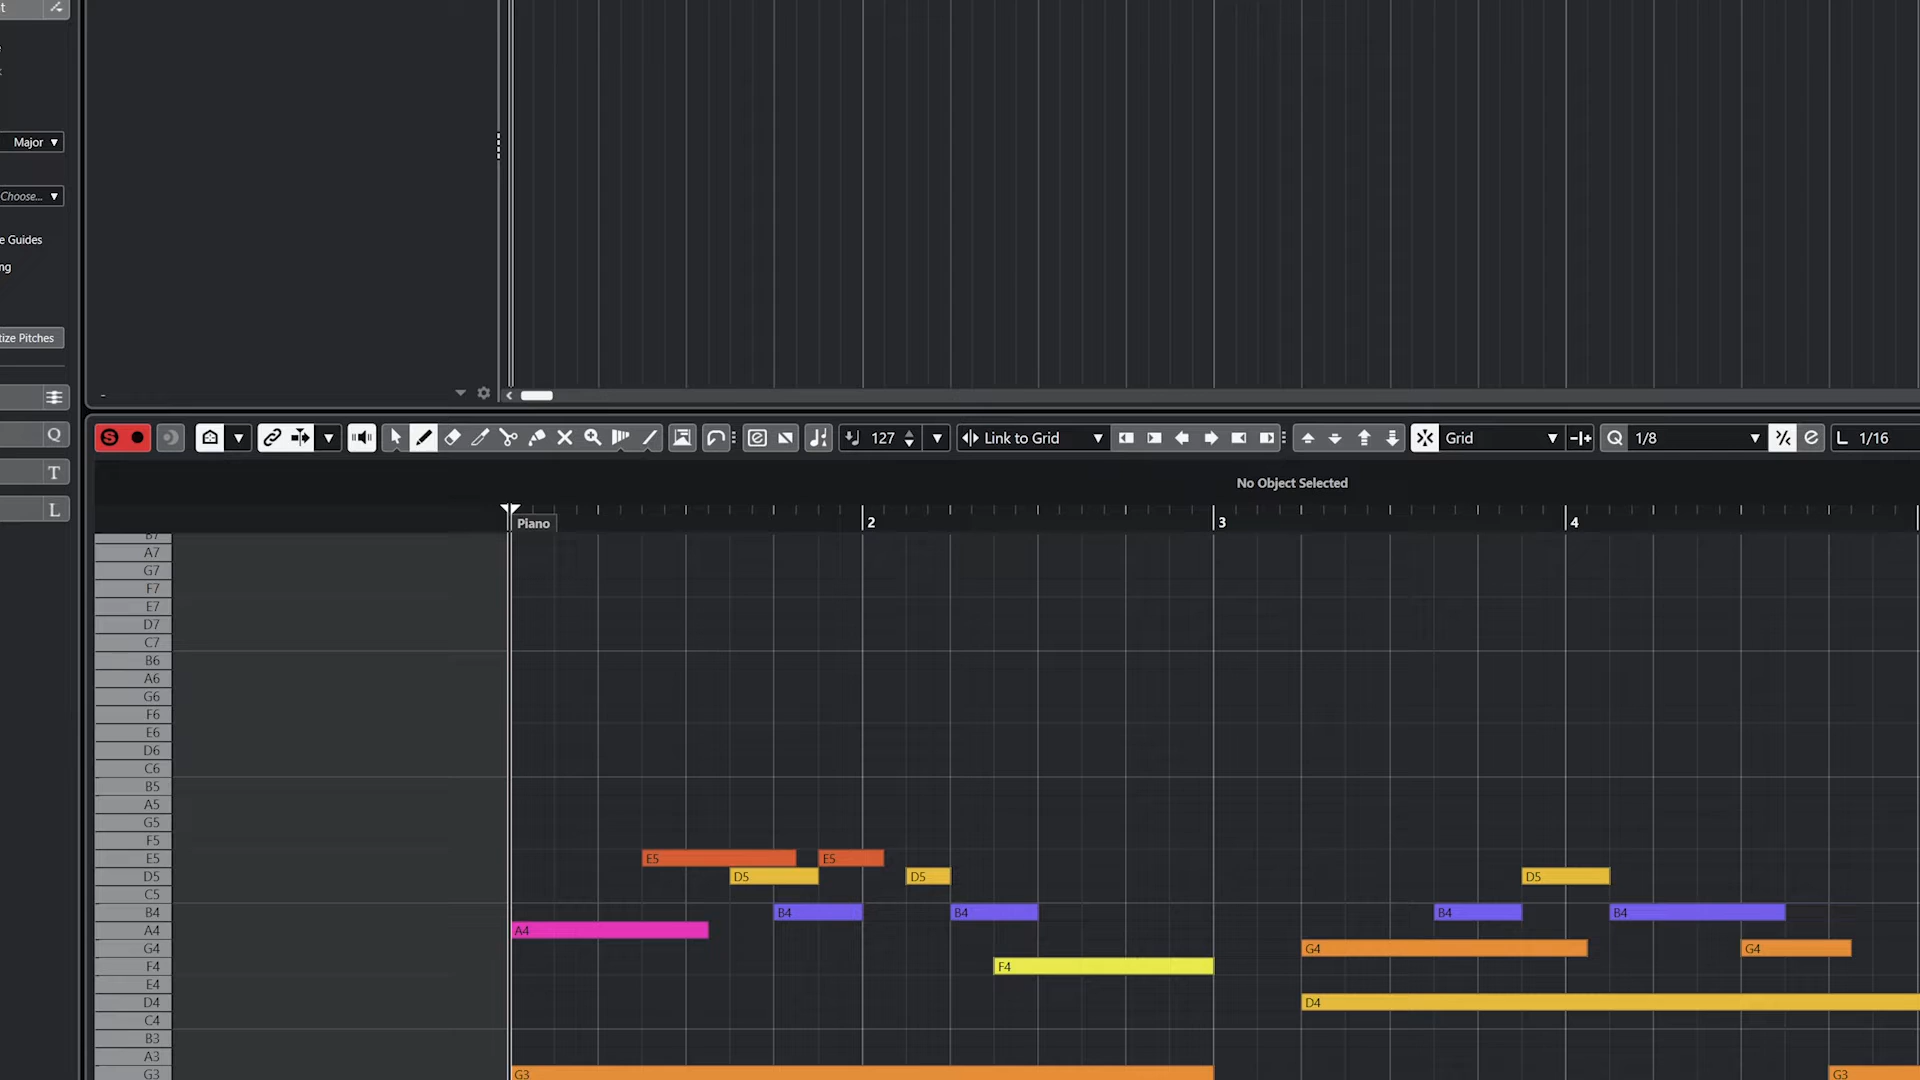 Major
Choose...
e Guides
ng
tize Pitches
-
Q
T
L
S 127 Link to Grid Grid Q 1/8 L 1/16
No Object Selected
Piano 2 3 4
B7
A7
G7
F7
E7
D7
C7
B6
A6
G6
F6
E6
D6
C6
B5
A5
G5
F5
E5 E5 E5
D5 D5 D5 D5
C5
B4 B4 B4 B4 B4
A4 A4
G4 G4 G4
F4 F4
E4
D4 D4
C4
B3
A3
G3 G3 G3